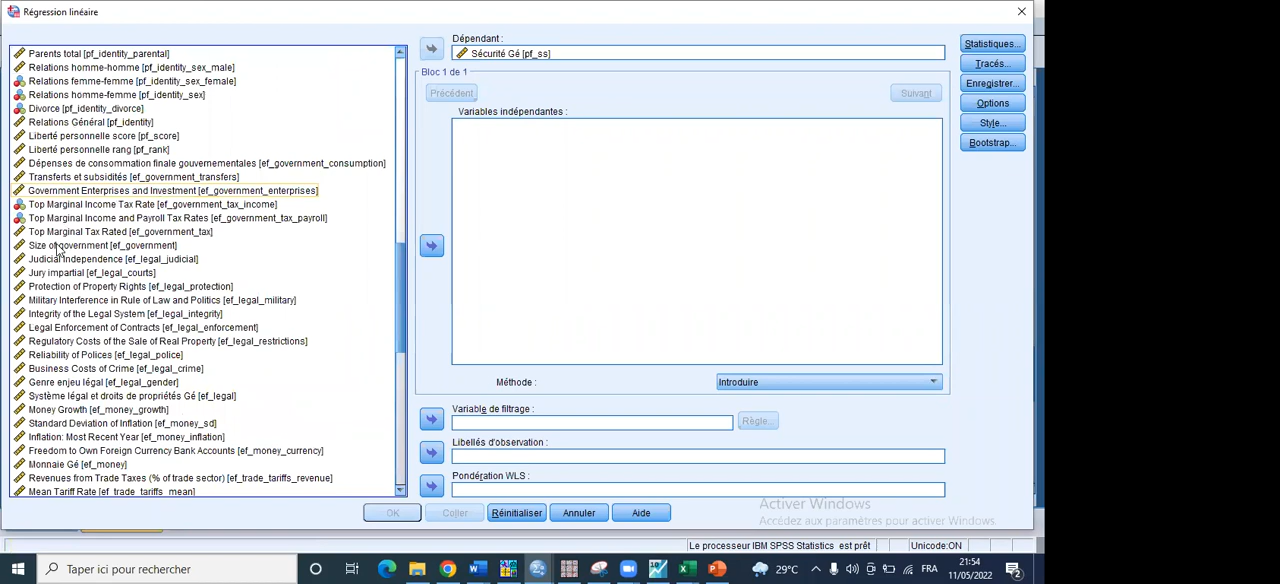 Régression linéaire
Parents total [pf_identity_parental]
Relations homme-homme [pf_identity_sex_male]
Relations femme-femme [pf_identity_sex_female]
Relations homme-femme [pf_identity_sex]
Divorce [pf_identity_divorce]
Relations Général [pf_identity]
Liberté personnelle score [pf_score]
Liberté personnelle rang [pf_rank]
Dépenses de consommation finale gouvernementales [ef_government_consumption]
Transferts et subsidités [ef_government_transfers]
Government Enterprises and Investment [ef_government_enterprises]
Top Marginal Income Tax Rate [ef_government_tax_income]
Top Marginal Income and Payroll Tax Rates [ef_government_tax_payroll]
Top Marginal Tax Rated [ef_government_tax]
Size of government [ef_government]
Judicial Independence [ef_legal_judicial]
Jury impartial [ef_legal_courts]
Protection of Property Rights [ef_legal_protection]
Military Interference in Rule of Law and Politics [ef_legal_military]
Integrity of the Legal System [ef_legal_integrity]
Legal Enforcement of Contracts [ef_legal_enforcement]
Regulatory Costs of the Sale of Real Property [ef_legal_restrictions]
Reliability of Polices [ef_legal_police]
Business Costs of Crime [ef_legal_crime]
Genre enjeu légal [ef_legal_gender]
Système légal et droits de propriétés Gé [ef_legal]
Money Growth [ef_money_growth]
Standard Deviation of Inflation [ef_money_sd]
Inflation: Most Recent Year [ef_money_inflation]
Freedom to Own Foreign Currency Bank Accounts [ef_money_currency]
Monnaie Gé [ef_money]
Revenues from Trade Taxes (% of trade sector) [ef_trade_tariffs_revenue]
Mean Tariff Rate [ef_trade_tariffs_mean]
Dépendant :
Sécurité Gé [pf_ss]
Bloc 1 de 1
Précédent
Suivant
Variables indépendantes :
Méthode :
Introduire
Variable de filtrage :
Règle...
Libellés d'observation :
Pondération WLS :
Statistiques...
Tracés...
Enregistrer...
Options
Style...
Bootstrap...
OK
Coller
Réinitialiser
Annuler
Aide
Activer Windows
Accédez aux paramètres pour activer Windows.
Le processeur IBM SPSS Statistics est prêt
Unicode:ON
Taper ici pour rechercher
29°C
FRA
21:54
11/05/2022
2